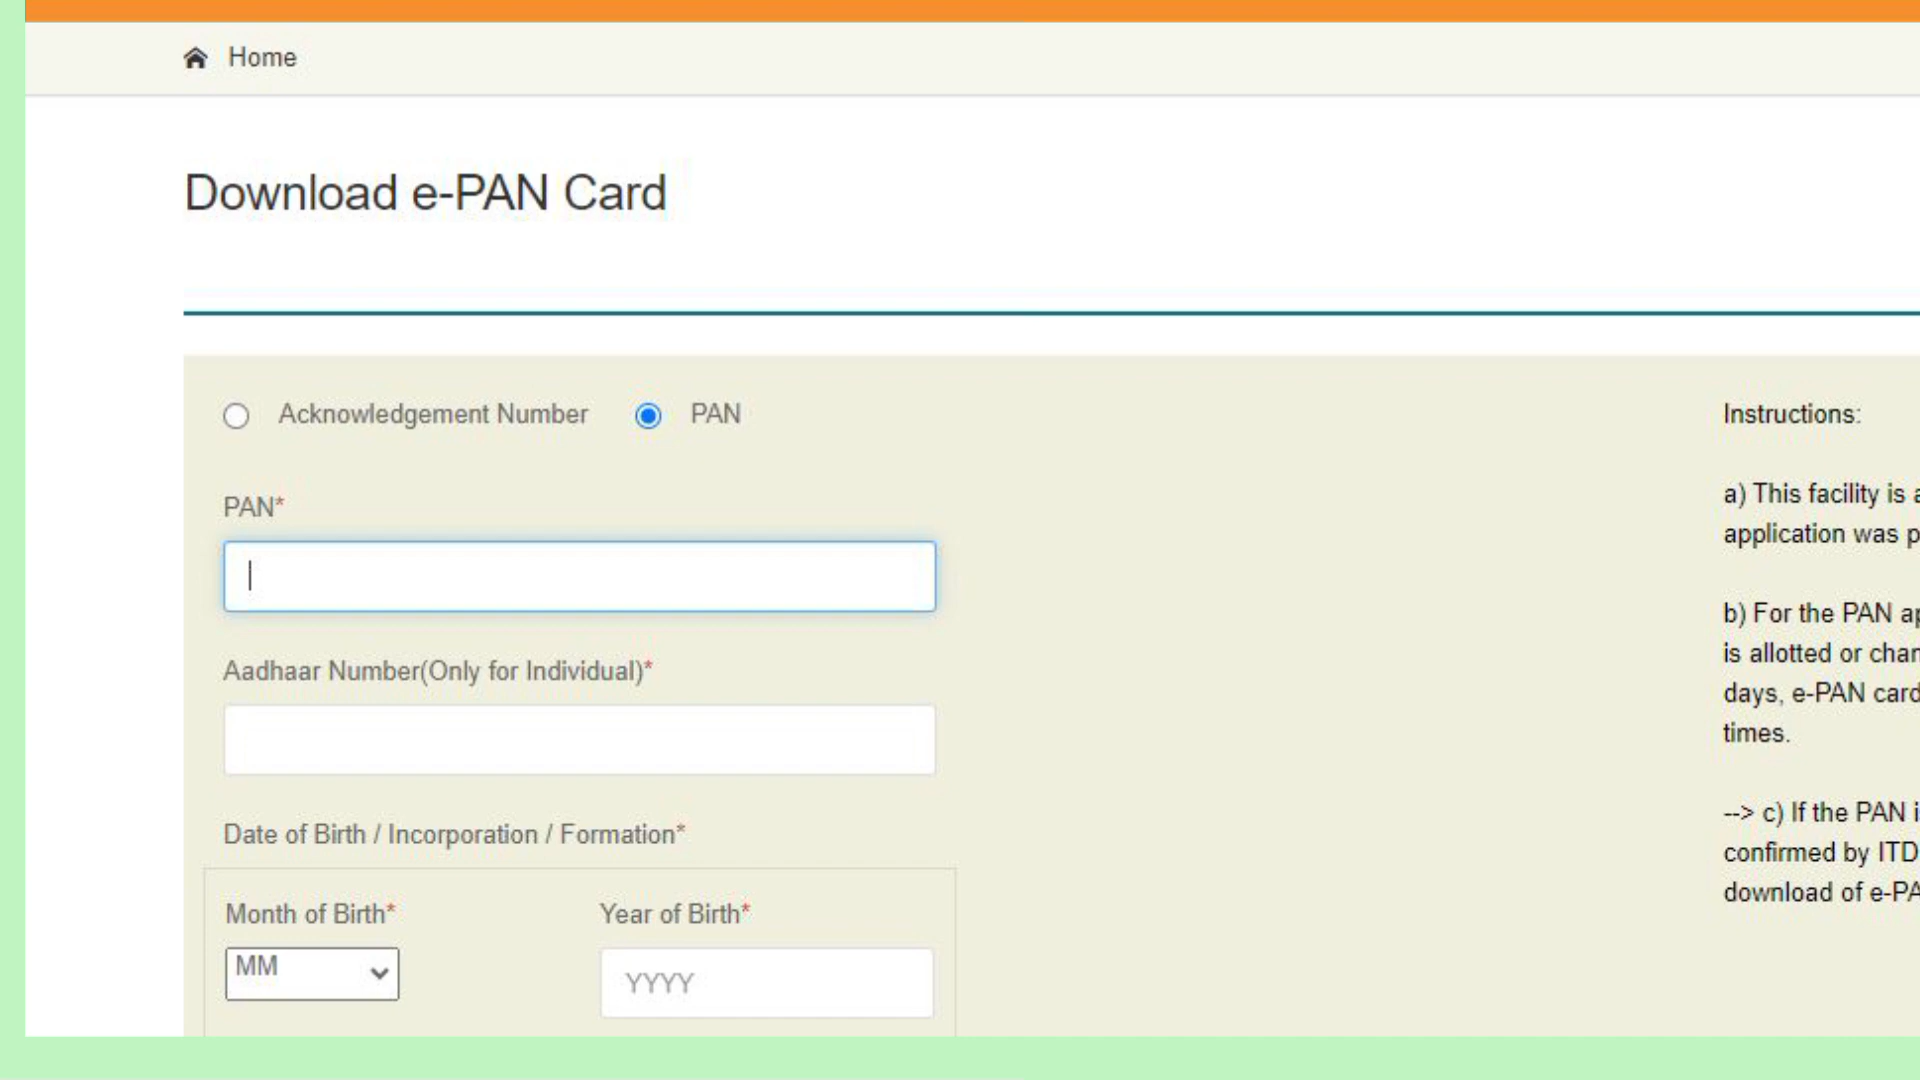 Home
Download e-PAN Card
Acknowledgement Number PAN
PAN*
Aadhaar Number(Only for Individual)*
Date of Birth / Incorporation / Formation*
Month of Birth* Year of Birth*
MM YYYY
Instructions:
a) This facility is
application was
b) For the PAN
is allotted or
days, e-PAN card
times.
--> c) If the PAN
confirmed by ITD
download of